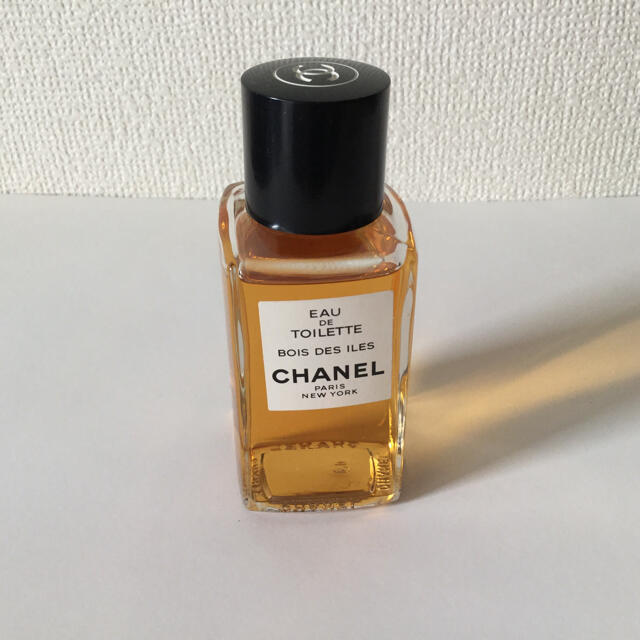 EAU
DE
TOILETTE
BOIS DES ILES
CHANEL
PARIS
NEW YORK